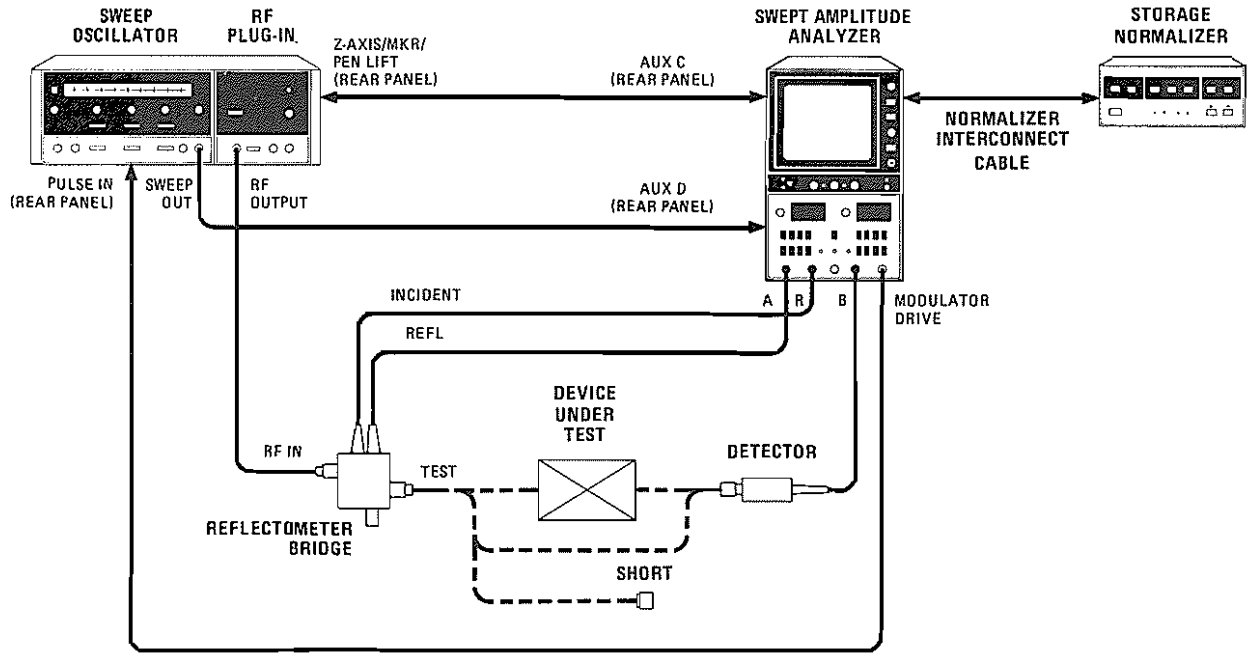 SWEEP
OSCILLATOR
RF
PLUG-IN
SWEPT AMPLITUDE
ANALYZER
STORAGE
NORMALIZER
Z-AXIS/MKR/
PEN LIFT
(REAR PANEL)
AUX C
(REAR PANEL)
NORMALIZER
INTERCONNECT
CABLE
PULSE IN
(REAR PANEL)
SWEEP
OUT
RF
OUTPUT
AUX D
(REAR PANEL)
A
R
B
MODULATOR
DRIVE
INCIDENT
REFL
DEVICE
UNDER
TEST
RF IN
TEST
DETECTOR
REFLECTOMETER
BRIDGE
SHORT